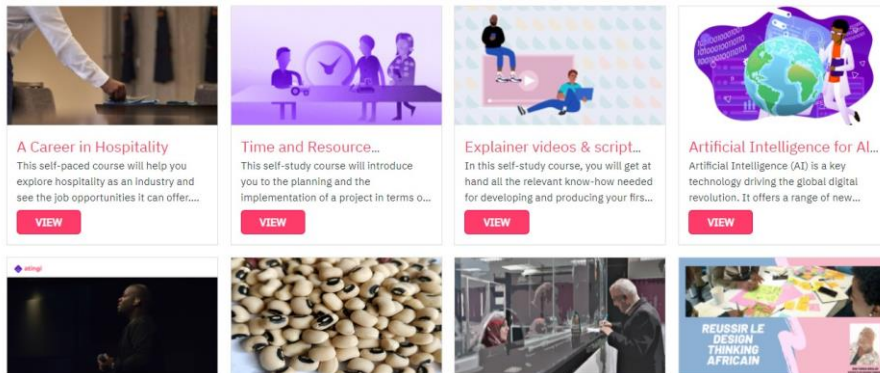 A Career in Hospitality
This self-paced course will help you
explore hospitality as an industry and
see the job opportunities it can offer....
VIEW
Time and Resource...
This self-study course will introduce
you to the planning and the
implementation of a project in terms o...
VIEW
Explainer videos & script...
In this self-study course, you will get at
hand all the relevant know-how needed
for developing and producing your firs...
VIEW
Artificial Intelligence for Al...
Artificial Intelligence (AI) is a key
technology driving the global digital
revolution. It offers a range of new...
VIEW
atingi
REUSSIR LE
DESIGN
THINKING
AFRICAIN